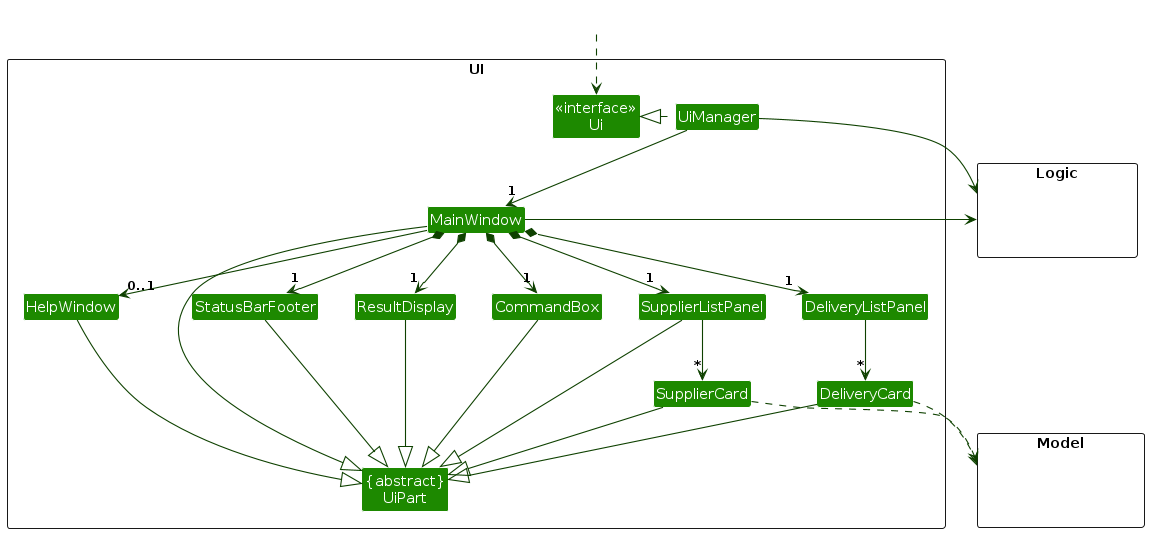 UI
«interface»
Ui
UiManager
Logic
1
MainWindow
0..1
1
1
1
1
1
HelpWindow
StatusBarFooter
ResultDisplay
CommandBox
SupplierListPanel
DeliveryListPanel
*
*
SupplierCard
DeliveryCard
Model
{abstract}
UiPart